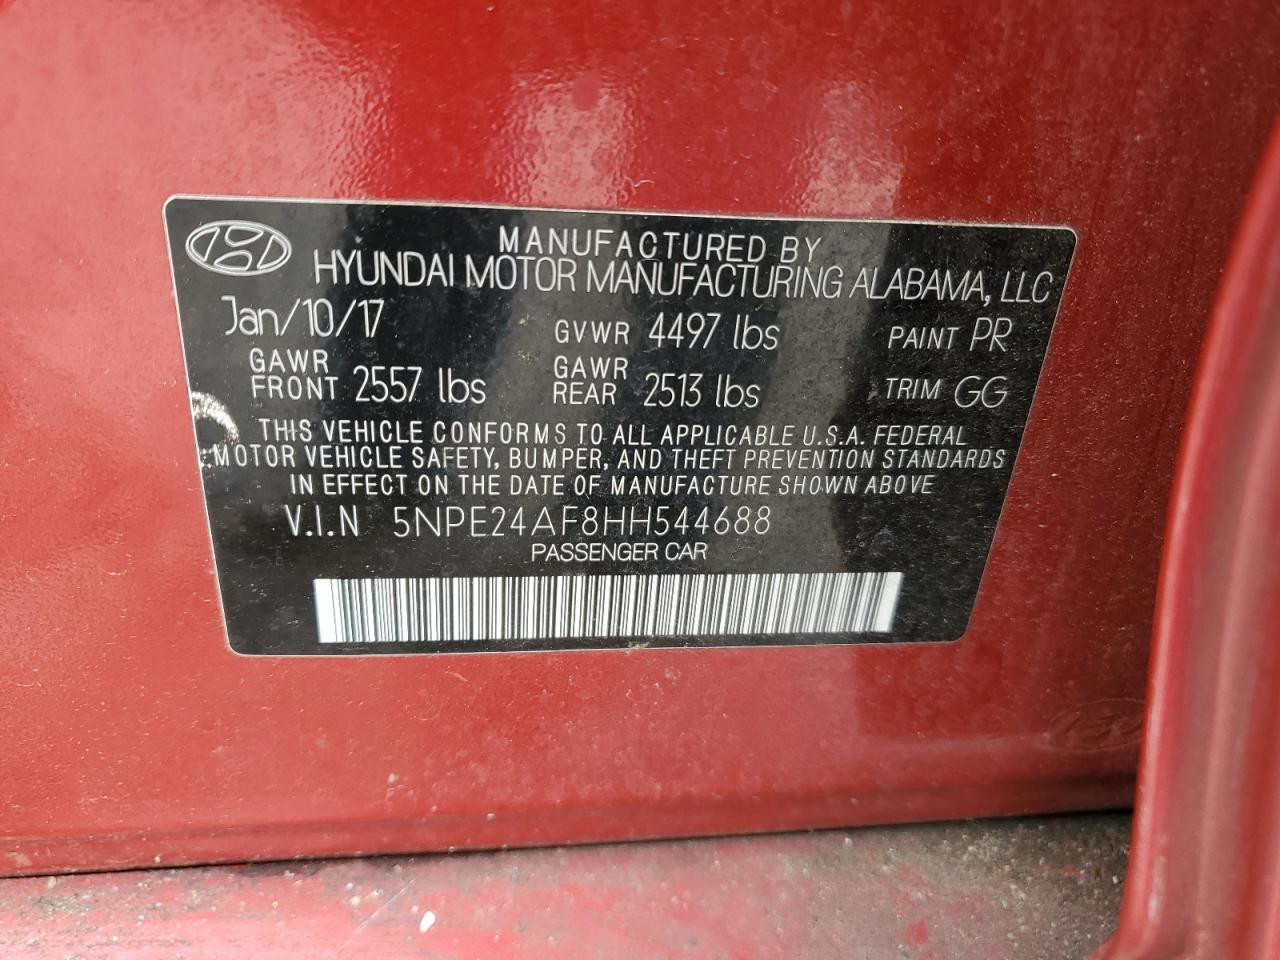 MANUFACTURED BY
HYUNDAI MOTOR MANUFACTURING ALABAMA, LLC
Jan/10/17 GVWR 4497 lbs PAINT PR
GAWR FRONT 2557 lbs GAWR REAR 2513 lbs TRIM GG
THIS VEHICLE CONFORMS TO ALL APPLICABLE U.S.A. FEDERAL
MOTOR VEHICLE SAFETY, BUMPER, AND THEFT PREVENTION STANDARDS
IN EFFECT ON THE DATE OF MANUFACTURE SHOWN ABOVE
V.I.N 5NPE24AF8HH544688
PASSENGER CAR